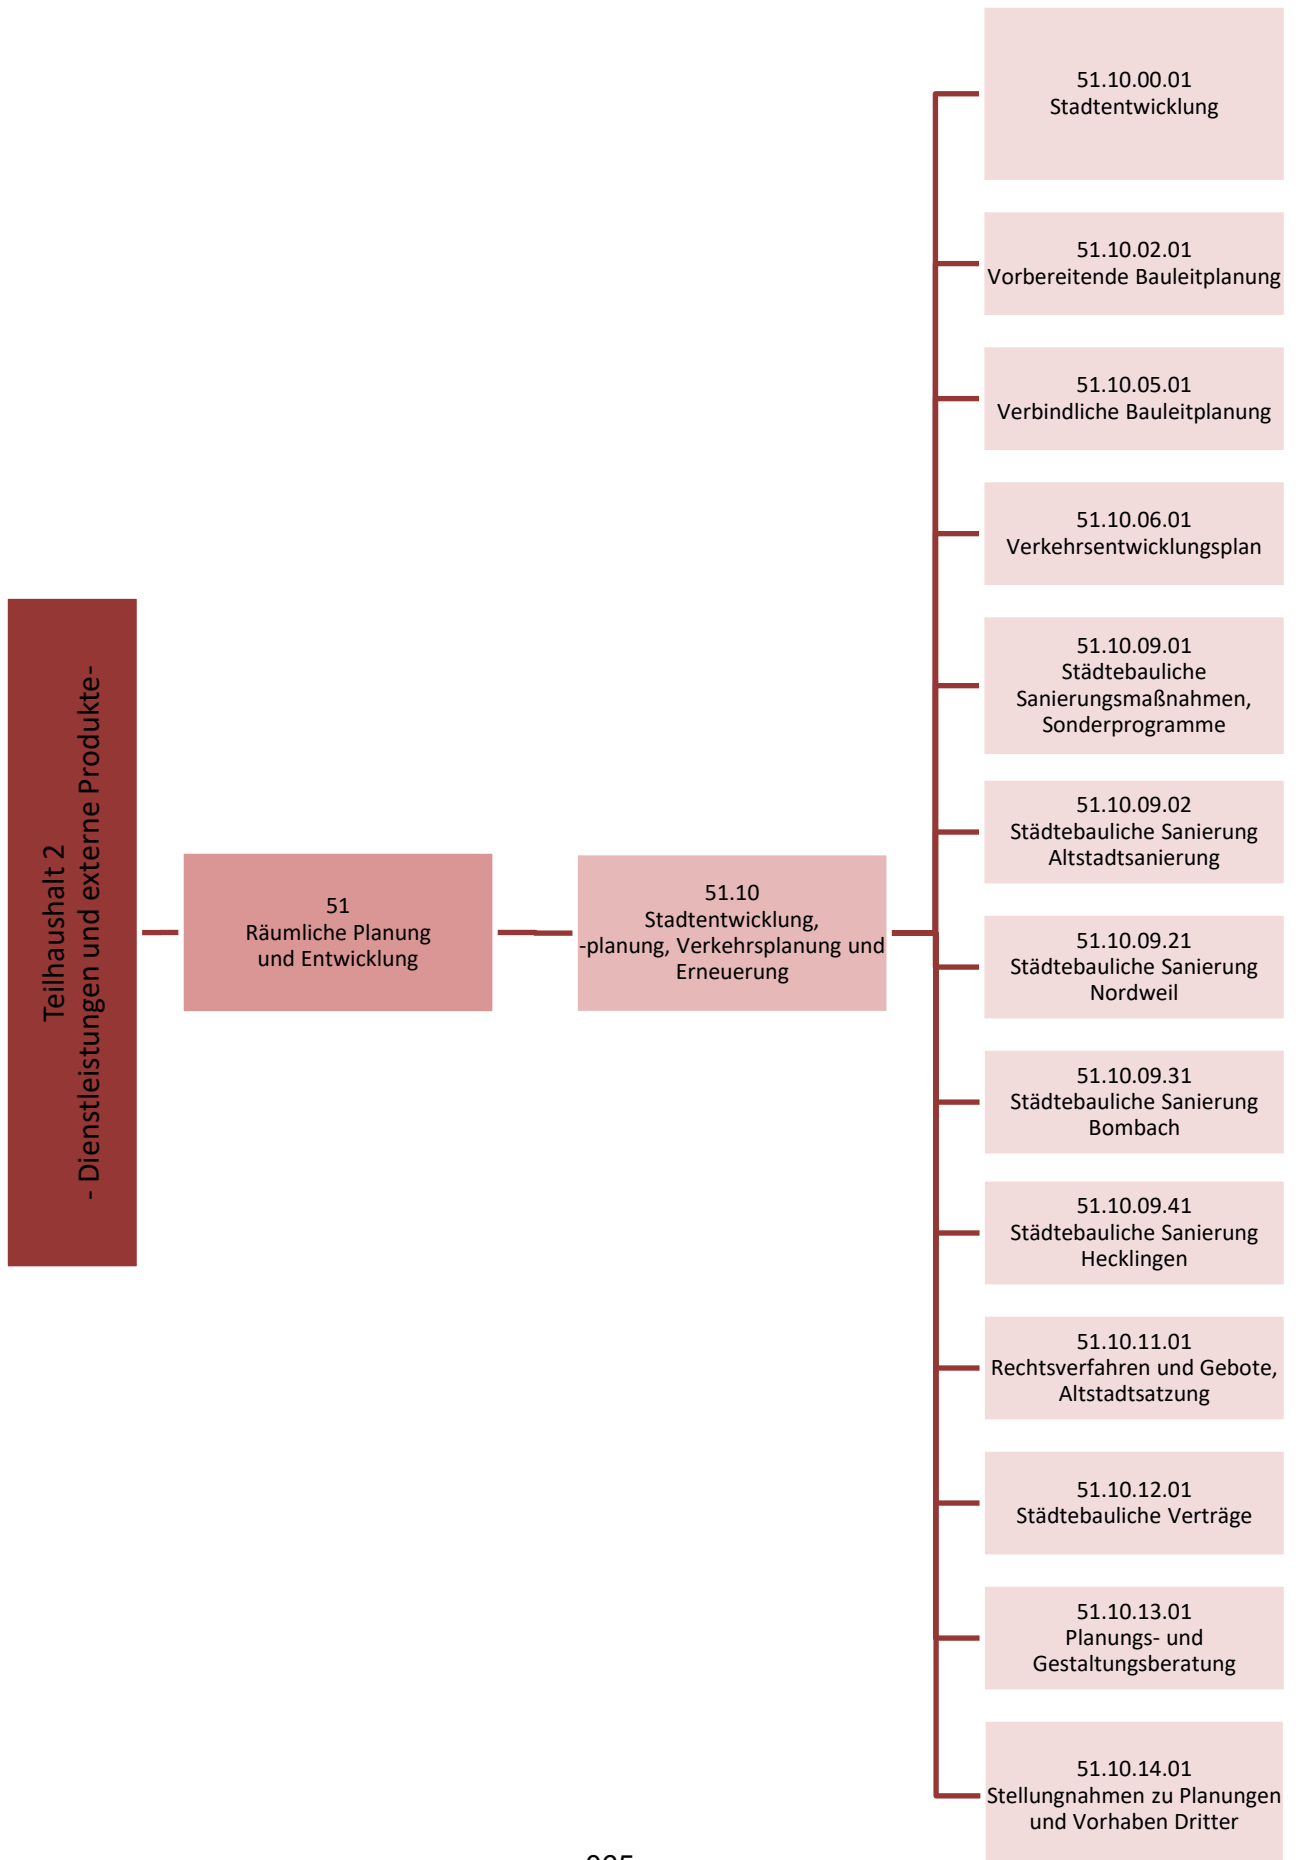 Teilhaushalt 2
- Dienstleistungen und externe Produkte-
51
Räumliche Planung
und Entwicklung
51.10
Stadtentwicklung,
-planung, Verkehrsplanung und
Erneuerung
51.10.00.01
Stadtentwicklung
51.10.02.01
Vorbereitende Bauleitplanung
51.10.05.01
Verbindliche Bauleitplanung
51.10.06.01
Verkehrsentwicklungsplan
51.10.09.01
Städtebauliche
Sanierungsmaßnahmen,
Sonderprogramme
51.10.09.02
Städtebauliche Sanierung
Altstadtsanierung
51.10.09.21
Städtebauliche Sanierung
Nordweil
51.10.09.31
Städtebauliche Sanierung
Bombach
51.10.09.41
Städtebauliche Sanierung
Hecklingen
51.10.11.01
Rechtsverfahren und Gebote,
Altstadtsatzung
51.10.12.01
Städtebauliche Verträge
51.10.13.01
Planungs- und
Gestaltungsberatung
51.10.14.01
Stellungnahmen zu Planungen
und Vorhaben Dritter